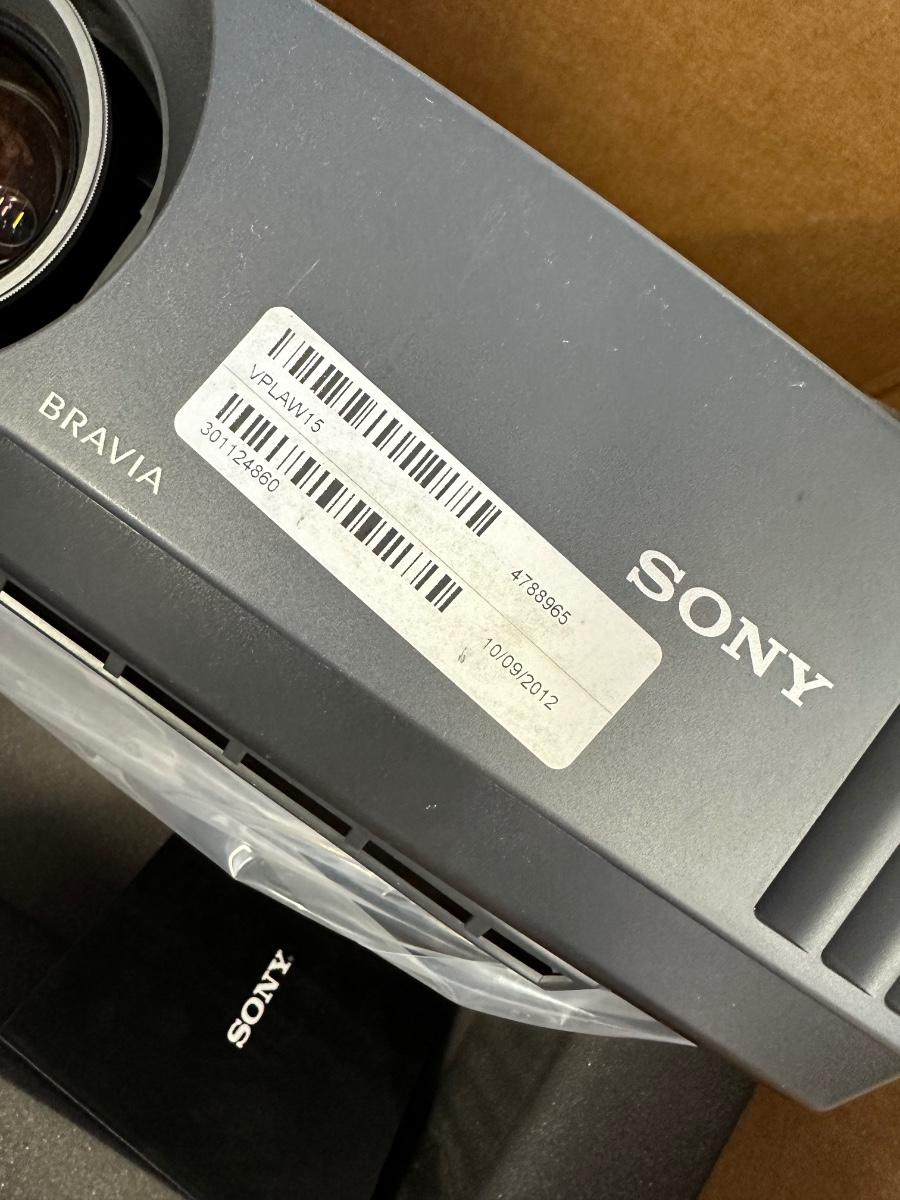 BRAVIA
VPLAW15
4788965
301124860
10/09/2012
SONY
SONY